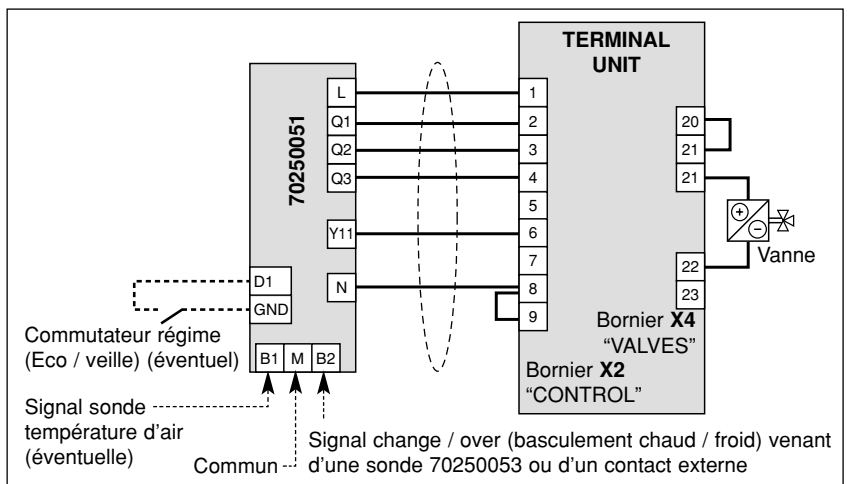 TERMINAL
UNIT
70250051
L
Q1
Q2
Q3
Y11
N
D1
GND
B1 M B2
1
2
3
4
5
6
7
8
9
20
21
21
22
23
Vanne
Bornier X4
“VALVES”
Bornier X2
“CONTROL”
Commutateur régime
(Eco / veille) (éventuel)
Signal sonde
température d'air
(éventuelle)
Commun
Signal change / over (basculement chaud / froid) venant
d'une sonde 70250053 ou d'un contact externe